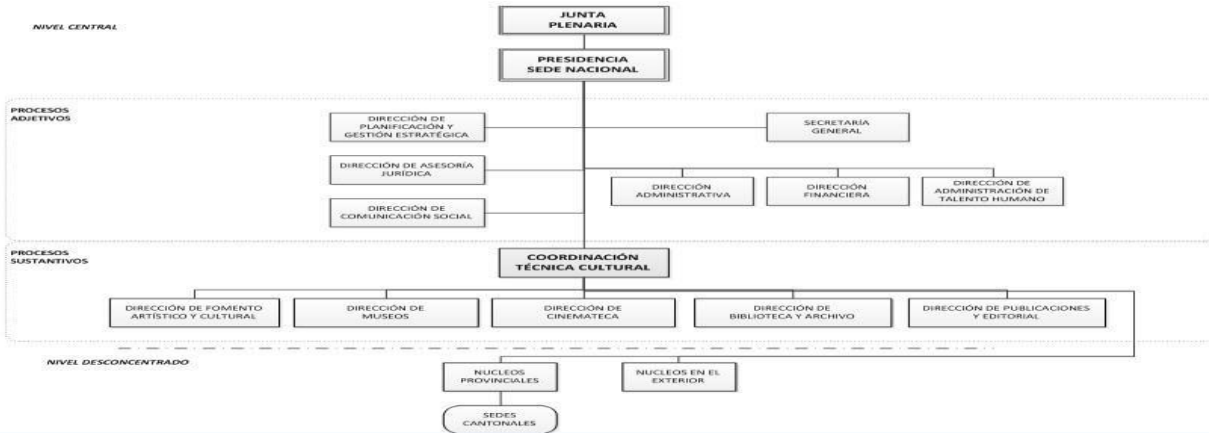 JUNTA
PLENARIA
NIVEL CENTRAL
PRESIDENCIA
SEDE NACIONAL
PROCESOS
ADJETIVOS
DIRECCIÓN DE
PLANIFICACIÓN Y
GESTIÓN ESTRATÉGICA
SECRETARÍA
GENERAL
DIRECCIÓN DE ASESORÍA
JURÍDICA
DIRECCIÓN
ADMINISTRATIVA
DIRECCIÓN
FINANCIERA
DIRECCIÓN DE
ADMINISTRACIÓN DE
TALENTO HUMANO
DIRECCIÓN DE
COMUNICACIÓN SOCIAL
PROCESOS
SUSTANTIVOS
COORDINACIÓN
TÉCNICA CULTURAL
DIRECCIÓN DE FOMENTO
ARTÍSTICO Y CULTURAL
DIRECCIÓN DE
MUSEOS
DIRECCIÓN DE
CINEMATECA
DIRECCIÓN DE
BIBLIOTECA Y ARCHIVO
DIRECCIÓN DE PUBLICACIONES
Y EDITORIAL
NIVEL DESCONCENTRADO
NUCLEOS
PROVINCIALES
NUCLEOS EN EL
EXTERIOR
SEDES
CANTONALES